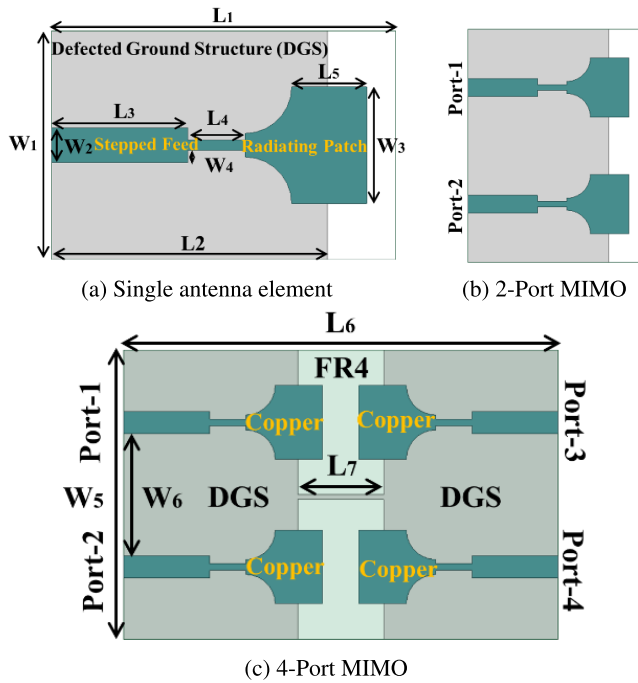 L1
Defected Ground Structure (DGS)
L5
L3
L4
W1
W2
Stepped Feed
Radiating Patch
W3
W4
L2
(a) Single antenna element
Port-1
Port-2
(b) 2-Port MIMO
L6
FR4
Port-1
Copper
Copper
Port-3
L7
W5
W6
DGS
DGS
Port-2
Copper
Copper
Port-4
(c) 4-Port MIMO